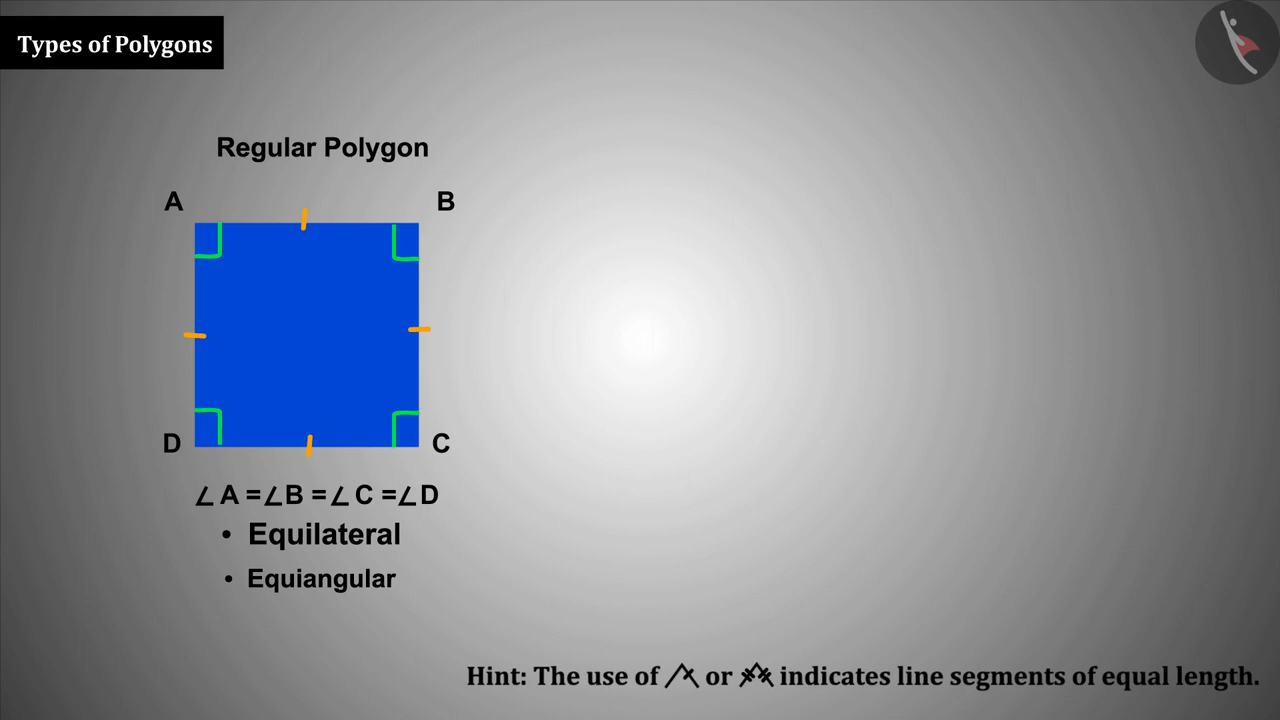 Types of Polygons
Regular Polygon
A
B
D
C
∠ A =∠B =∠ C =∠D
• Equilateral
• Equiangular
Hint: The use of or indicates line segments of equal length.